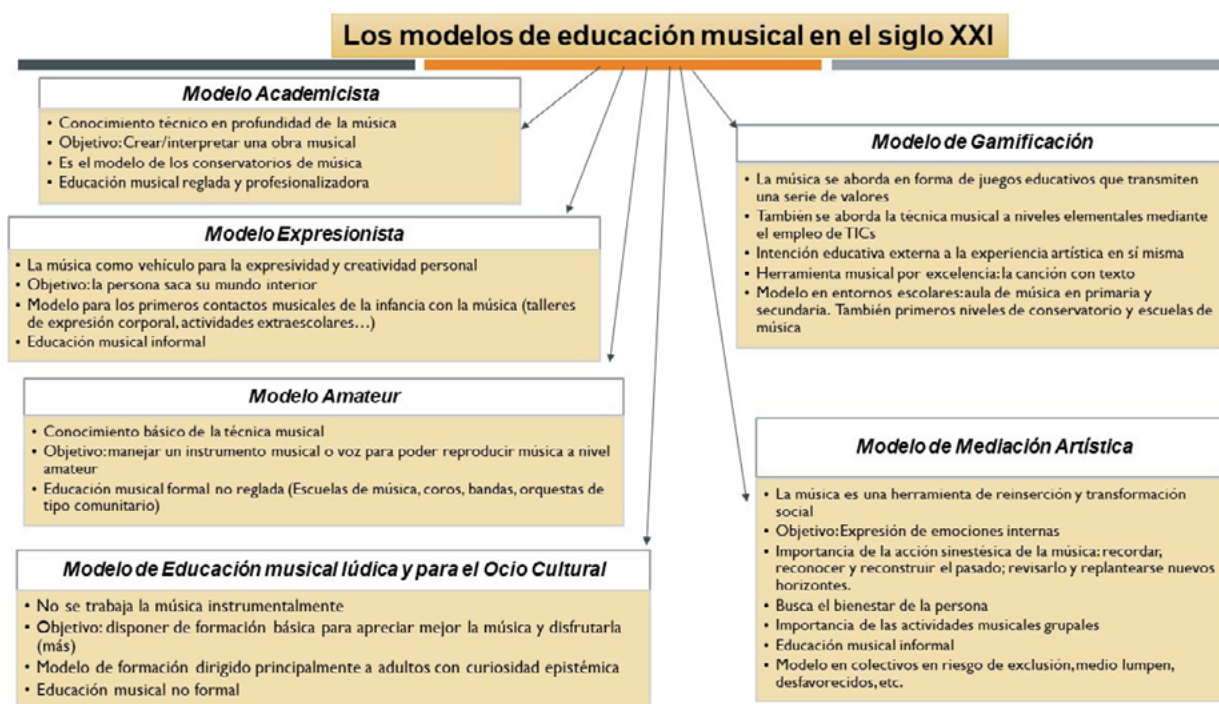 Los modelos de educación musical en el siglo XXI
Modelo Academicista
• Conocimiento técnico en profundidad de la música
• Objetivo:Crear/interpretar una obra musical
• Es el modelo de los conservatorios de música
• Educación musical reglada y profesionalizadora
Modelo Expresionista
• La música como vehículo para la expresividad y creatividad personal
• Objetivo: la persona saca su mundo interior
• Modelo para los primeros contactos musicales de la infancia con la música (talleres
de expresión corporal, actividades extraescolares…)
• Educación musical informal
Modelo Amateur
• Conocimiento básico de la técnica musical
• Objetivo:manejar un instrumento musical o voz para poder reproducir música a nivel
amateur
• Educación musical formal no reglada (Escuelas de música, coros, bandas, orquestas de
tipo comunitario)
Modelo de Educación musical lúdica y para el Ocio Cultural
• No se trabaja la música instrumentalmente
• Objetivo: disponer de formación básica para apreciar mejor la música y disfrutarla
(más)
• Modelo de formación dirigido principalmente a adultos con curiosidad epistémica
• Educación musical no formal
Modelo de Gamificación
• La música se aborda en forma de juegos educativos que transmiten
una serie de valores
• También se aborda la técnica musical a niveles elementales mediante
el empleo de TICs
• Intención educativa externa a la experiencia artística en sí misma
• Herramienta musical por excelencia: la canción con texto
• Modelo en entornos escolares: aula de música en primaria y
secundaria. También primeros niveles de conservatorio y escuelas de
música
Modelo de Mediación Artística
• La música es una herramienta de reinserción y transformación
social
• Objetivo:Expresión de emociones internas
• Importancia de la acción sinestésica de la música: recordar,
reconocer y reconstruir el pasado; revisarlo y replantearse nuevos
horizontes.
• Busca el bienestar de la persona
• Importancia de las actividades musicales grupales
• Educación musical informal
• Modelo en colectivos en riesgo de exclusión, medio lumpen,
desfavorecidos, etc.